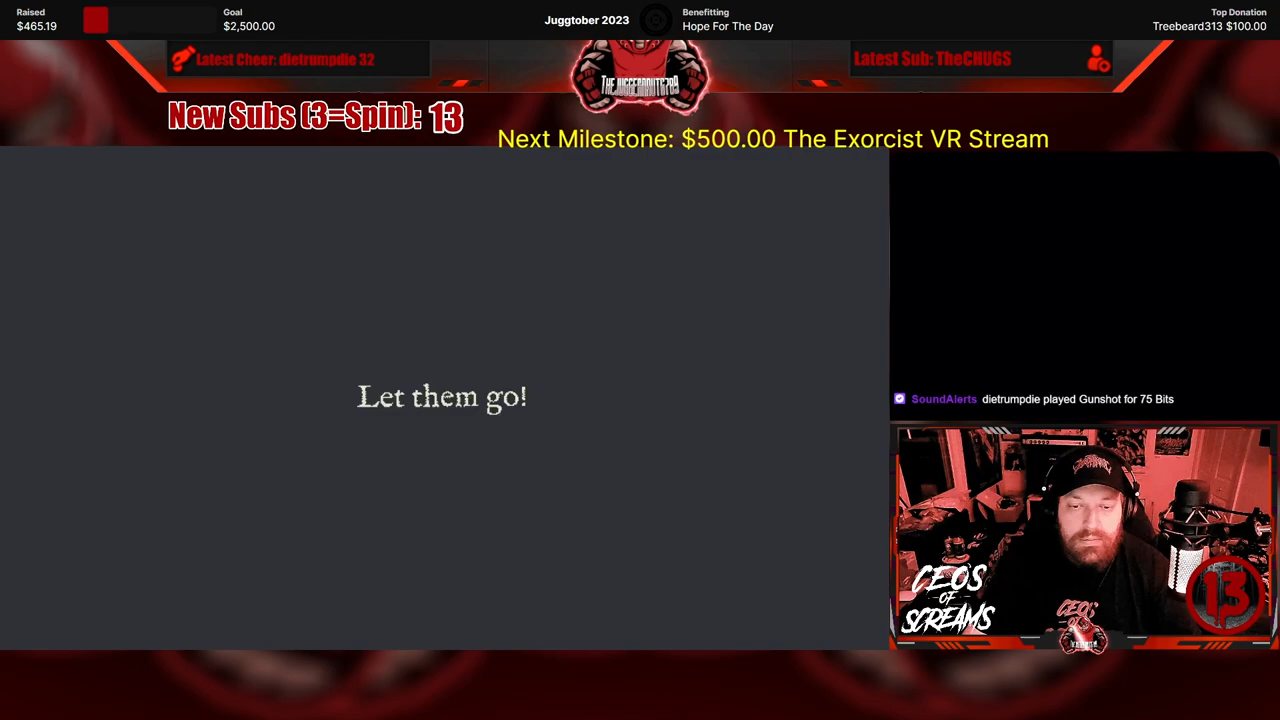 Raised
$465.19
Goal
$2,500.00
Juggtober 2023
Benefitting
Hope For The Day
Top Donation
Treebeard313 $100.00
Latest Cheer: dietrumpdie 32
THEJUGGERNAUT6789
Latest Sub: TheCHUGS
New Subs (3=Spin): 13
Next Milestone: $500.00 The Exorcist VR Stream
Let them go!
SoundAlerts dietrumpdie played Gunshot for 75 Bits
CEO'S
OF
SCREAMS
13